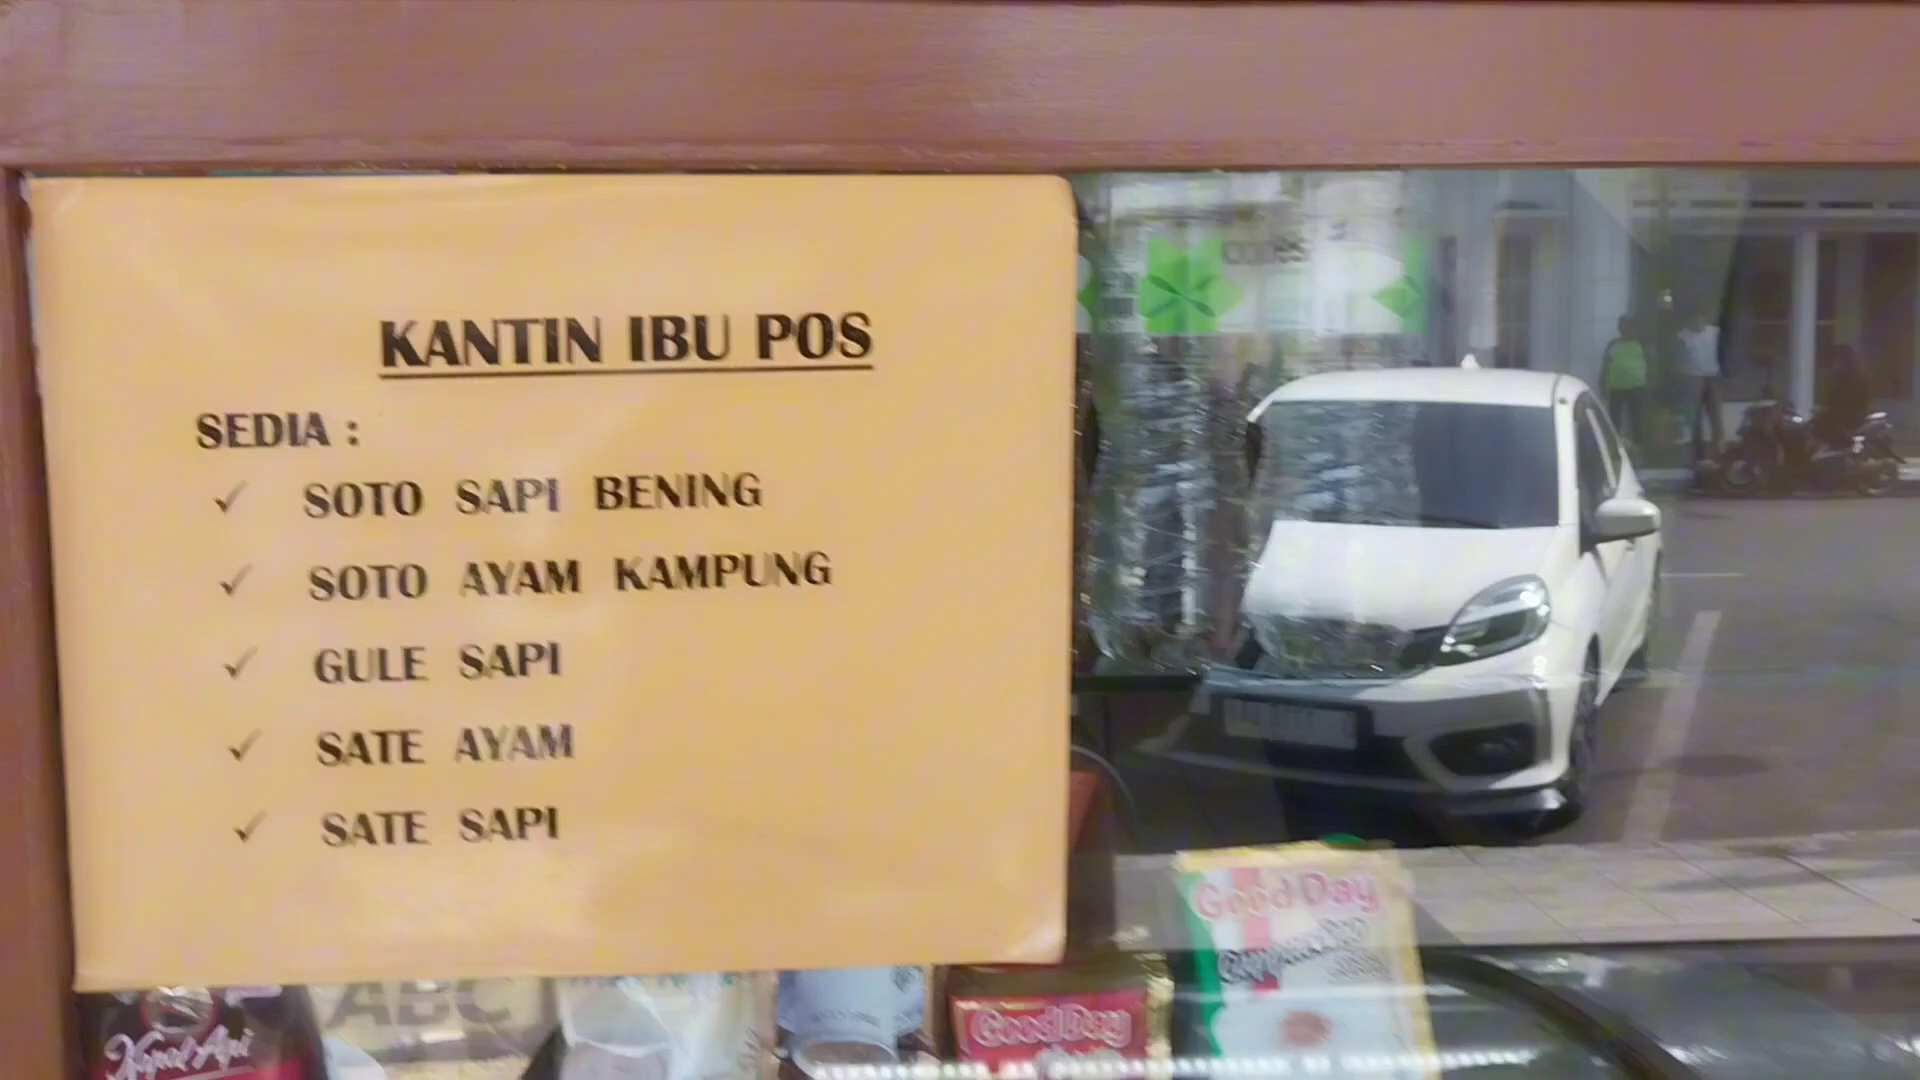 KANTIN IBU POS
SEDIA :
✓ SOTO SAPI BENING
✓ SOTO AYAM KAMPUNG
✓ GULE SAPI
✓ SATE AYAM
✓ SATE SAPI
Good Day
Kapal Api
ABC
Good Day